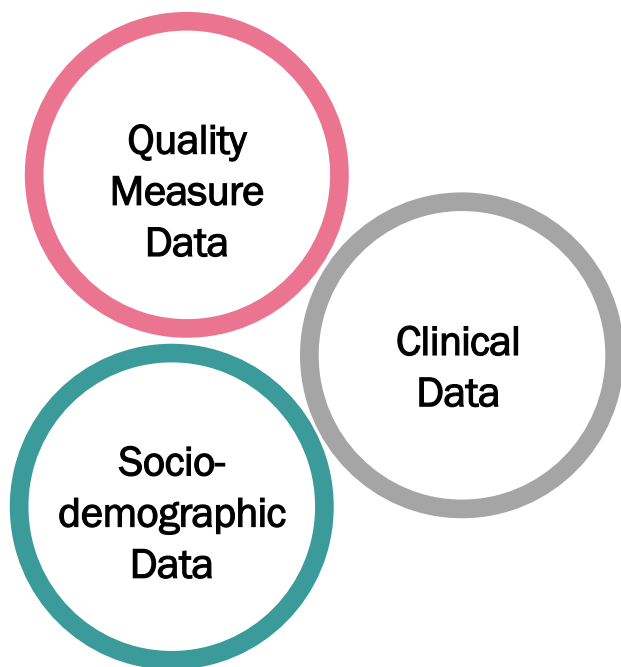 Quality
Measure
Data
Clinical
Data
Socio-
demographic
Data